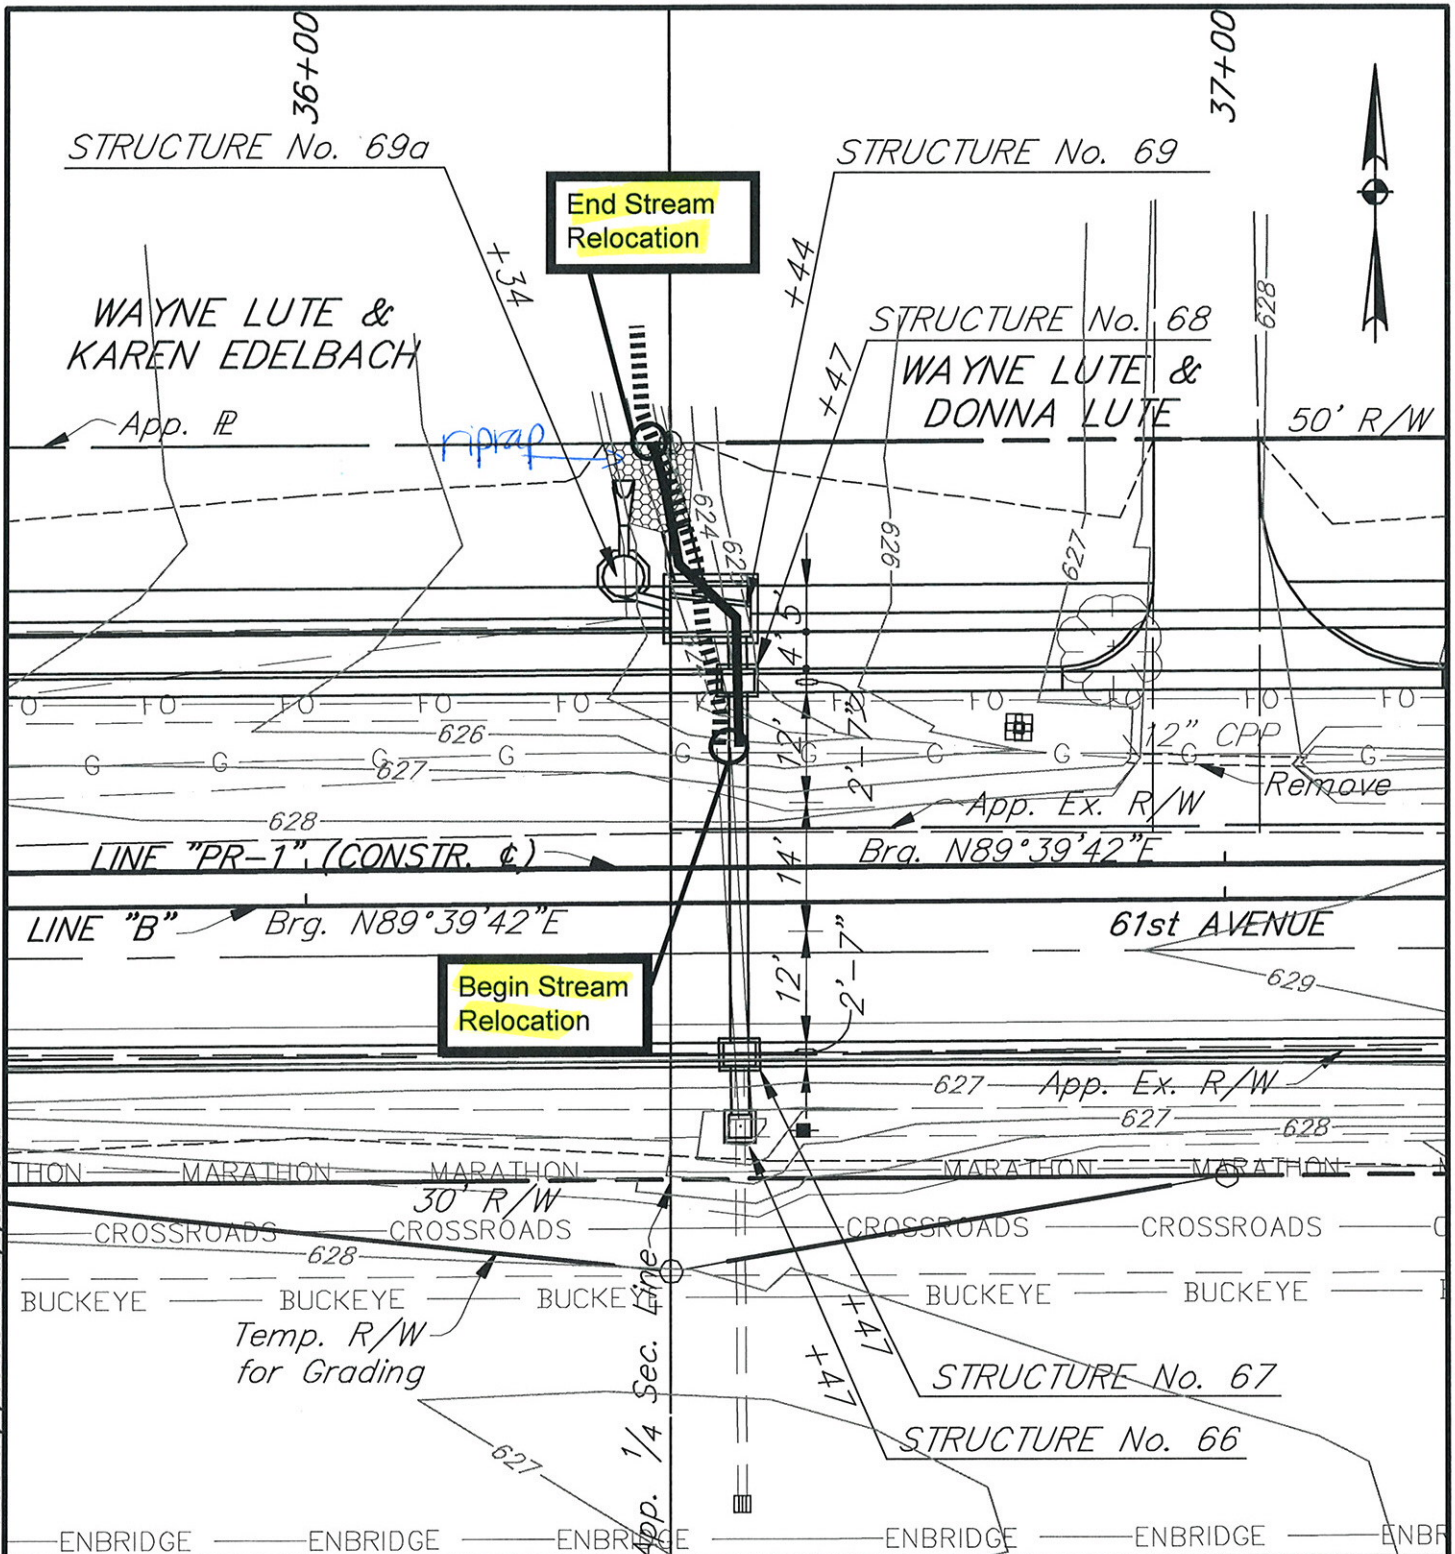 36+00
37+00
STRUCTURE No. 69a
STRUCTURE No. 69
End Stream
Relocation
+34
+44
WAYNE LUTE &
KAREN EDELBACH
STRUCTURE No. 68
628
+47
WAYNE LUTE &
DONNA LUTE
App. PL
50' R/W
riprap
624
62
626
627
5'
4'
FO FO FO FO FO FO FO
626
12'
2'-7"
12" CPP
G G G G G G G G G
627
Remove
App. Ex. R/W
628
LINE "PR-1" (CONSTR. ℄)
14'
Brg. N89°39'42"E
LINE "B"
Brg. N89°39'42"E
61st AVENUE
Begin Stream
Relocation
12'
2'-7"
629
627
App. Ex. R/W
627
628
THON MARATHON MARATHON MARATHON MARATHON
30' R/W
CROSSROADS CROSSROADS CROSSROADS CROSSROADS
628
BUCKEYE BUCKEYE BUCKEYE BUCKEYE BUCKEYE
Temp. R/W
for Grading
App. 1/4 Sec. Line
+47
+47
STRUCTURE No. 67
STRUCTURE No. 66
627
ENBRIDGE ENBRIDGE ENBRIDGE ENBRIDGE ENBRIDGE ENBR